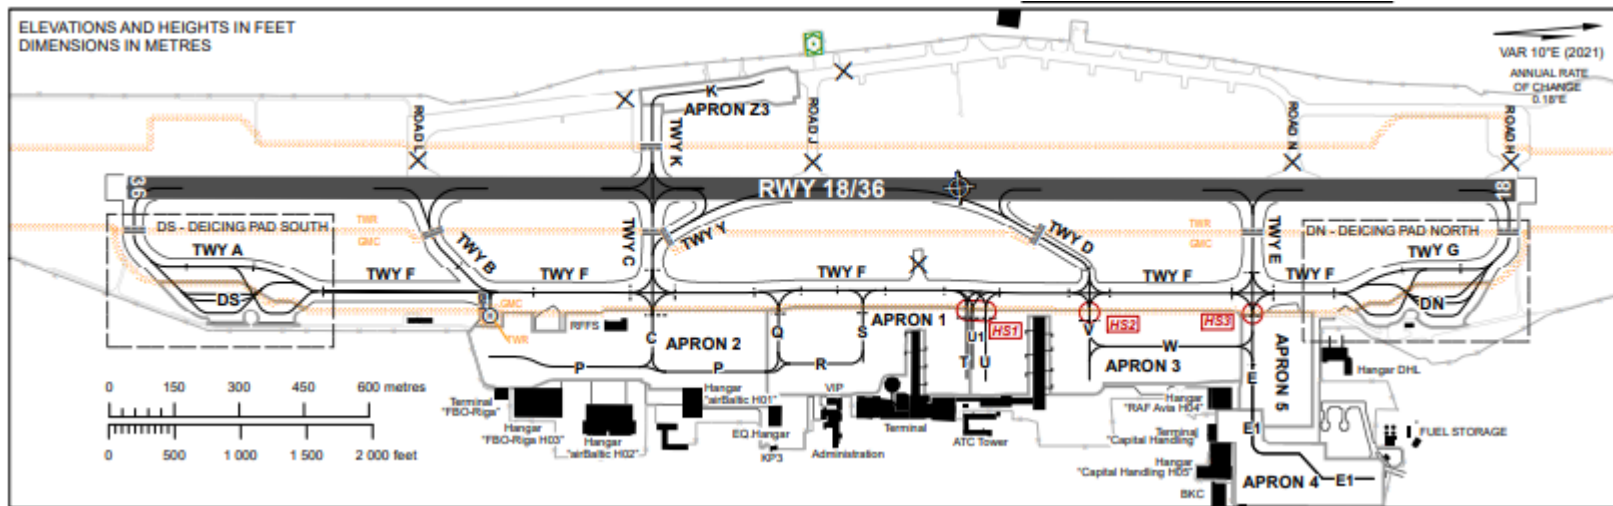 ELEVATIONS AND HEIGHTS IN FEET
DIMENSIONS IN METRES
VAR 10°E (2021)
ANNUAL RATE
OF CHANGE
0.18°E
K
APRON Z3
ROAD L
TWY K
ROAD J
ROAD N
ROAD H
36
RWY 18/36
18
DS - DEICING PAD SOUTH
TWR
GMC
TWY A
TWY B
TWY C
TWY Y
TWY D
TWR
GMC
TWY E
DN - DEICING PAD NORTH
TWY G
TWY F
TWY F
TWY F
TWY F
TWY F
DS
DN
GMC
TWR
RFFS
C
APRON 2
Q
S
APRON 1
HS1
U1
T
U
HS2
V
HS3
W
APRON 3
E
APRON 5
P
P
R
Hangar DHL
0 150 300 450 600 metres
0 500 1 000 1 500 2 000 feet
Terminal
"FBO-Riga"
Hangar
"FBO-Riga H03"
Hangar
"airBaltic H02"
Hangar
"airBaltic H01"
EQ.Hangar
KP3
VIP
Administration
Terminal
ATC Tower
Hangar
"RAF Avia H04"
Terminal
"Capital Handling"
Hangar
"Capital Handling H05"
BKC
E1
APRON 4
E1
FUEL STORAGE